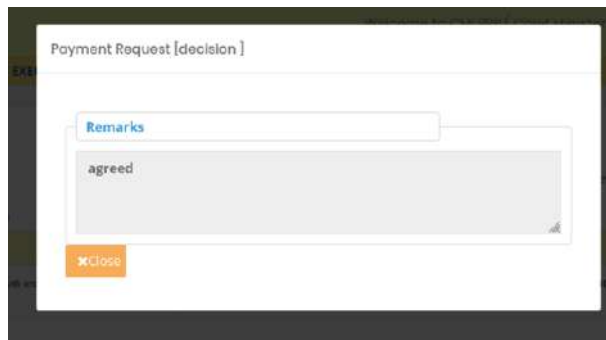 Payment Request [decision ]
Remarks
agreed
×Close